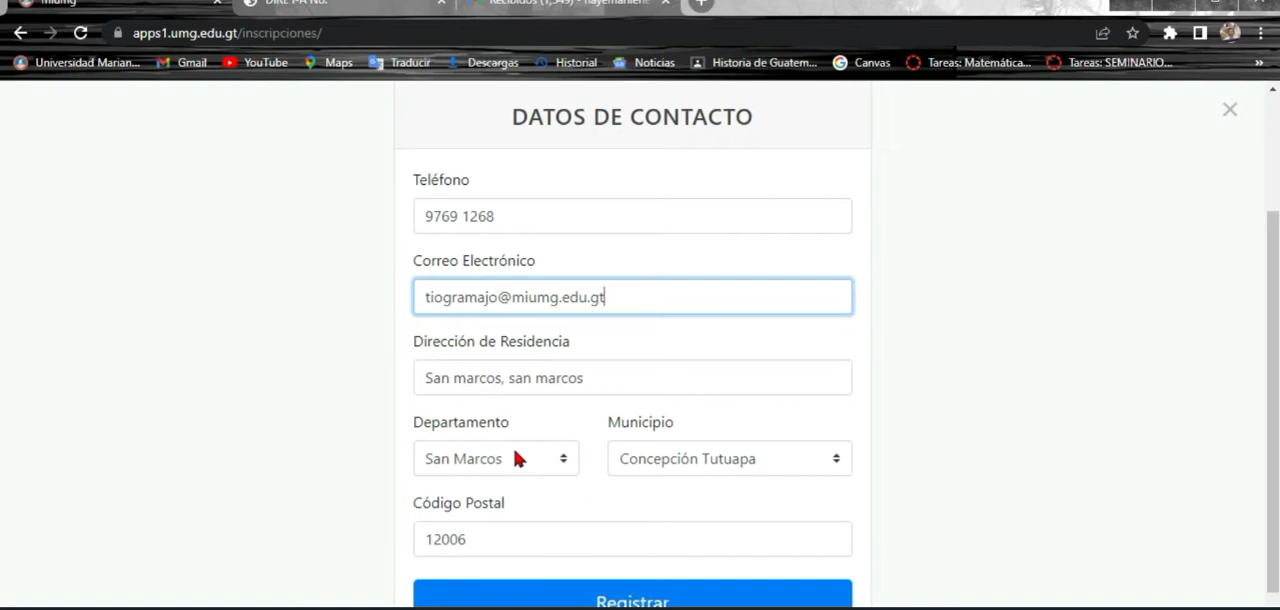 miumg
apps1.umg.edu.gt/inscripciones/
Universidad Marian... Gmail YouTube Maps Traducir Descargas Historial Noticias Historia de Guatem... Canvas Tareas: Matemática... Tareas: SEMINARIO... »
DATOS DE CONTACTO
Teléfono
9769 1268
Correo Electrónico
tiogramajo@miumg.edu.gt
Dirección de Residencia
San marcos, san marcos
Departamento Municipio
San Marcos Concepción Tutuapa
Código Postal
12006
Registrar